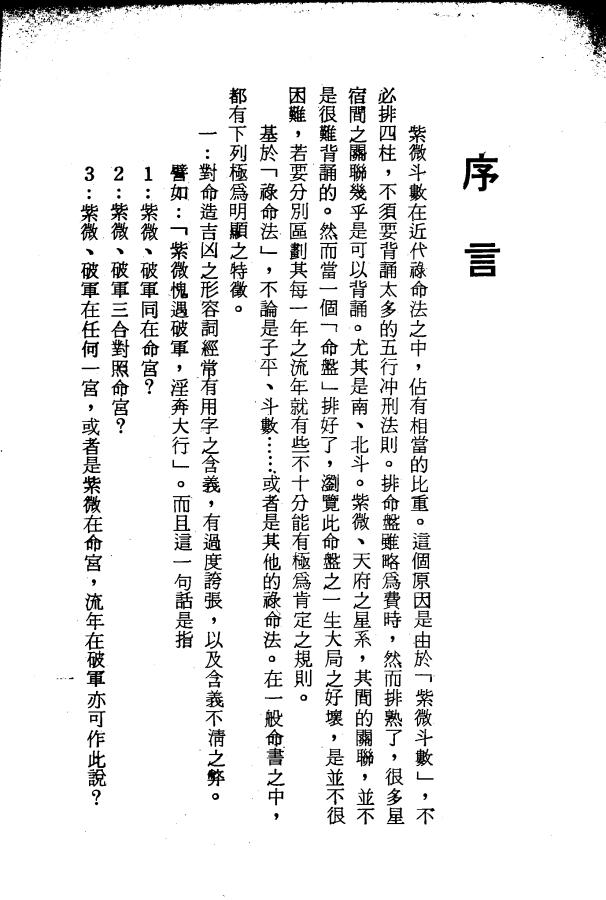 序言
紫微斗數在近代祿命法之中，佔有相當的比重。這個原因是由於「紫微斗數」，不
必排四柱，不須要背誦太多的五行冲刑法則。排命盤雖略為費時，然而排熟了，很多星
宿間之關聯幾乎是可以背誦。尤其是南、北斗。紫微、天府之星系，其間的關聯，並不
是很難背誦的。然而當一個「命盤」排好了，瀏覽此命盤之一生大局之好壞，是並不很
困難，若要分別區劃其每一年之流年就有些不十分能有極為肯定之規則。
基於「祿命法」，不論是子平、斗數……或者是其他的祿命法。在一般命書之中，
都有下列極為明顯之特徵。
一：對命造吉凶之形容詞經常有用字之含義，有過度誇張，以及含義不清之弊。
譬如：「紫微愧遇破軍，淫奔大行」。而且這一句話是指
1：紫微、破軍同在命宮？
2：紫微、破軍三合對照命宮？
3：紫微、破軍在任何一宮，或者是紫微在命宮，流年在破軍亦可作此說？
一